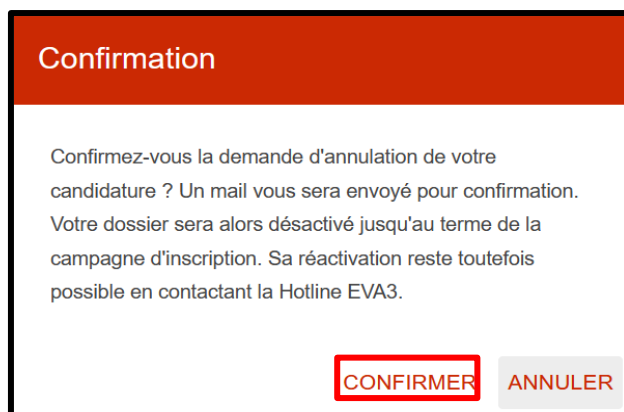 Confirmation
Confirmez-vous la demande d'annulation de votre
candidature ? Un mail vous sera envoyé pour confirmation.
Votre dossier sera alors désactivé jusqu'au terme de la
campagne d'inscription. Sa réactivation reste toutefois
possible en contactant la Hotline EVA3.
CONFIRMER ANNULER